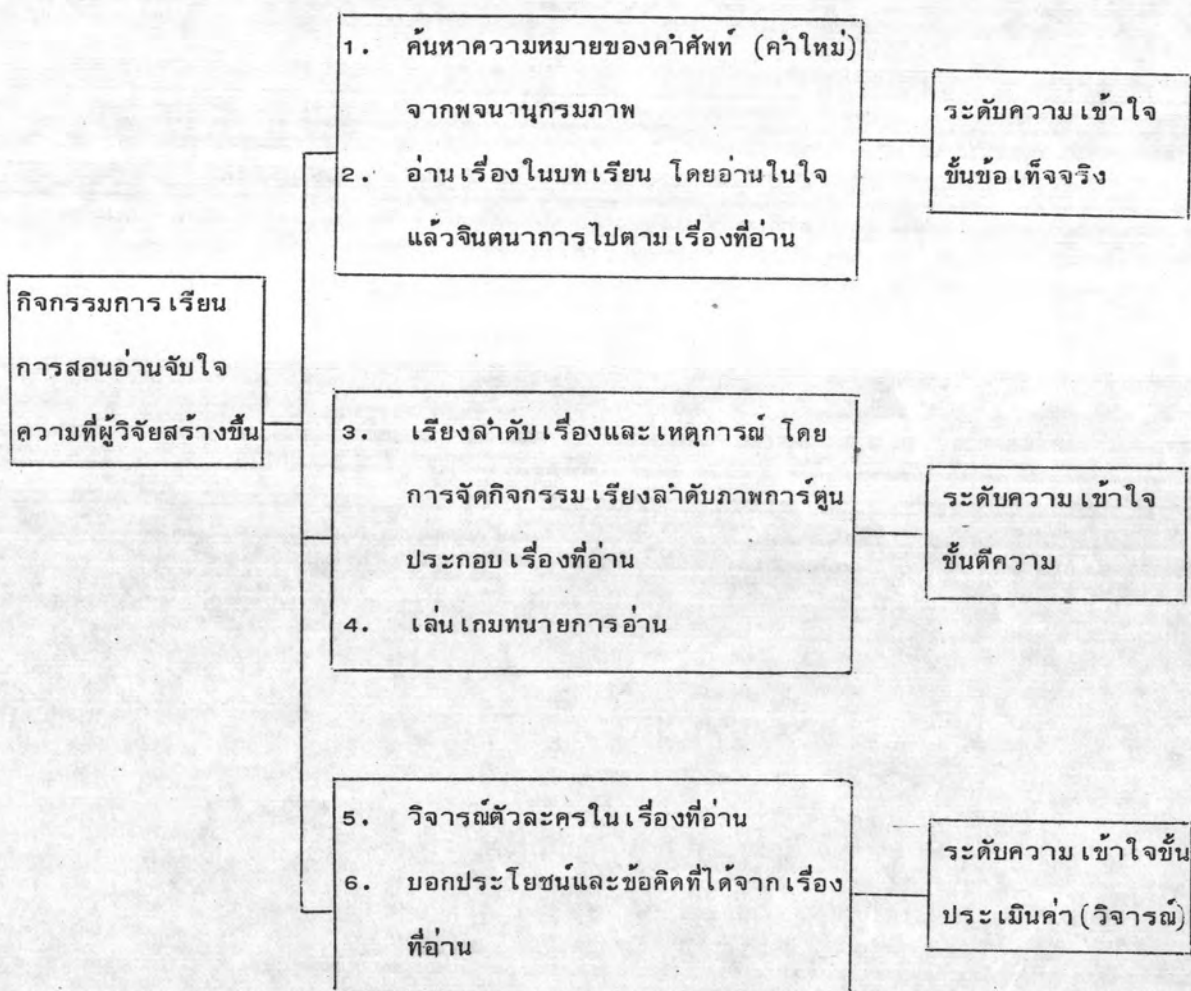 1. ค้นหาความหมายของคำศัพท์ (คำใหม่)
จากพจนานุกรมภาพ
2. อ่านเรื่องในบทเรียน โดยอ่านในใจ
แล้วจินตนาการไปตามเรื่องที่อ่าน
ระดับความเข้าใจ
ขั้นข้อเท็จจริง
กิจกรรมการเรียน
การสอนอ่านจับใจ
ความที่ผู้วิจัยสร้างขึ้น
3. เรียงลำดับเรื่องและเหตุการณ์ โดย
การจัดกิจกรรมเรียงลำดับภาพการ์ตูน
ประกอบเรื่องที่อ่าน
4. เล่นเกมทนายการอ่าน
ระดับความเข้าใจ
ขั้นตีความ
5. วิจารณ์ตัวละครในเรื่องที่อ่าน
6. บอกประโยชน์และข้อคิดที่ได้จากเรื่อง
ที่อ่าน
ระดับความเข้าใจขั้น
ประเมินค่า(วิจารณ์)